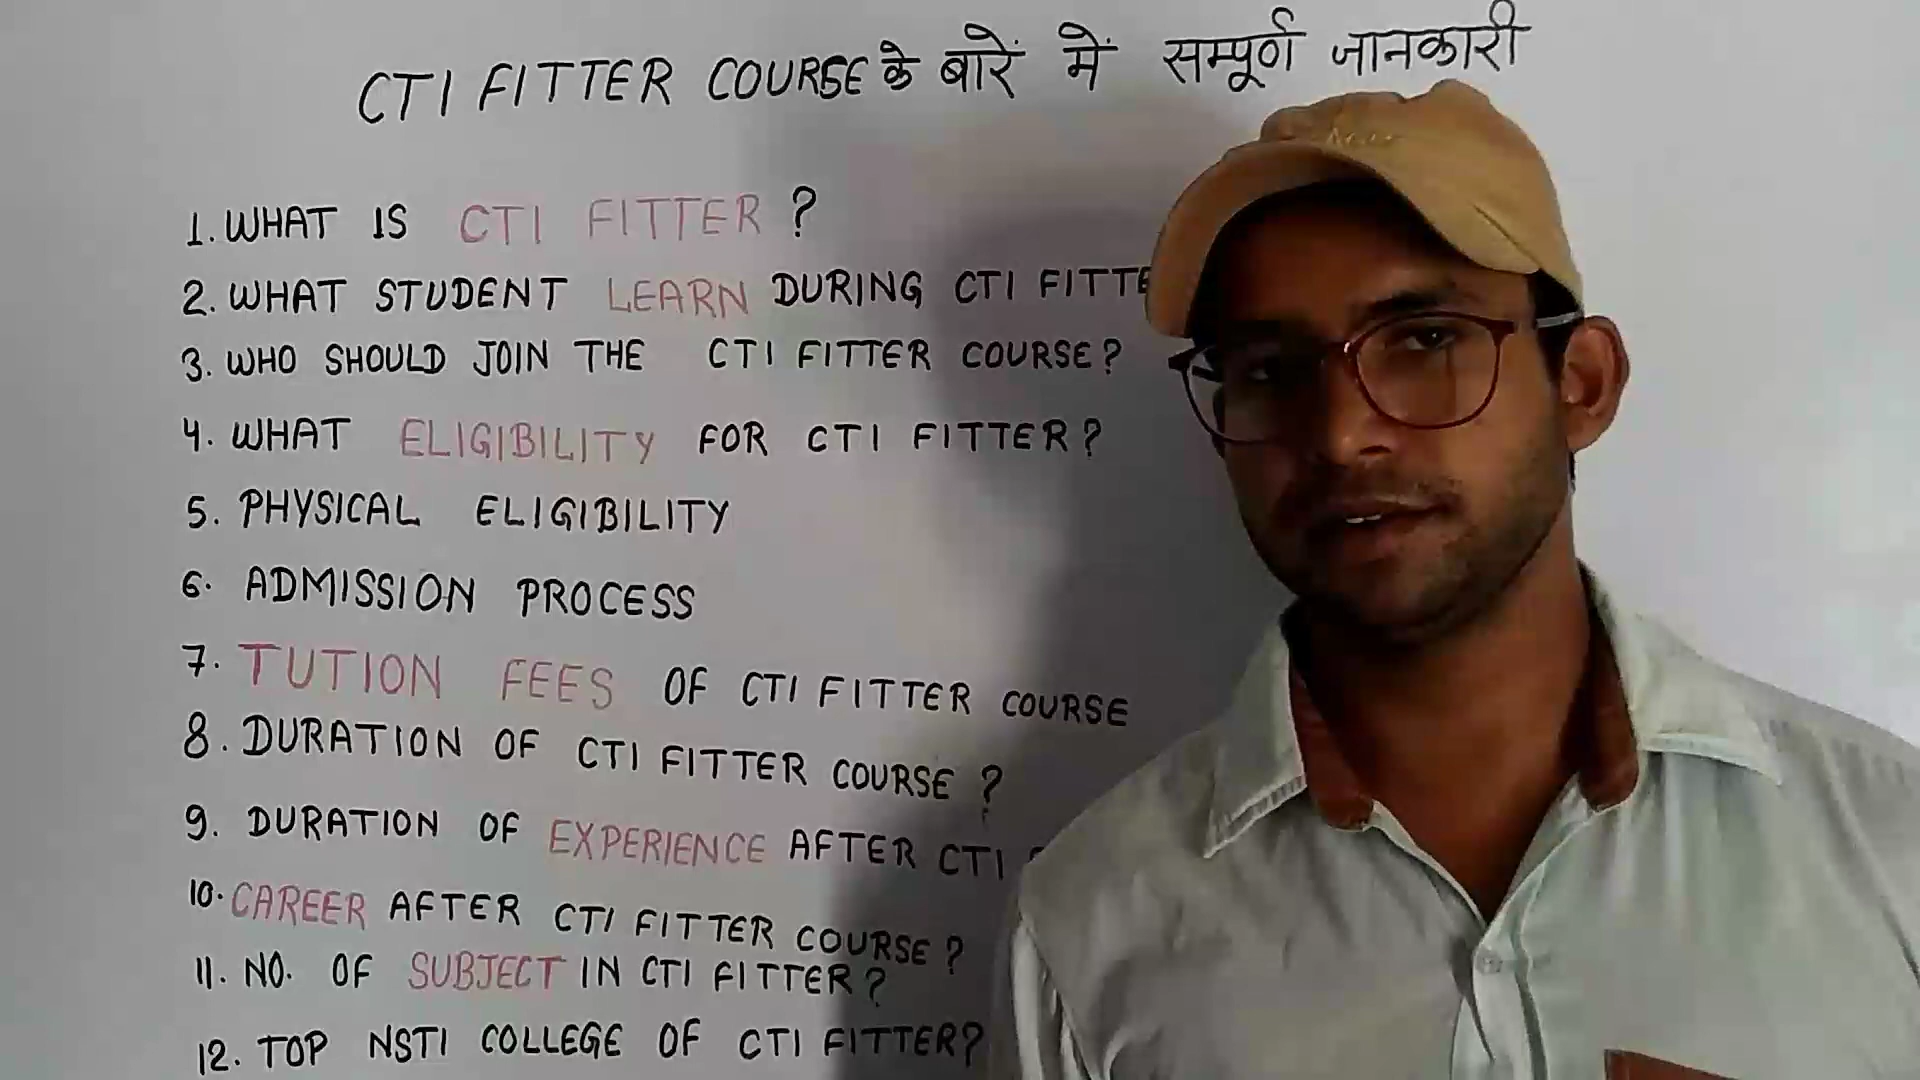 CTI FITTER COURSE के बारें में सम्पूर्ण जानकारी
1. WHAT IS CTI FITTER ?
2. WHAT STUDENT LEARN DURING CTI FITTE
3. WHO SHOULD JOIN THE CTI FITTER COURSE?
4. WHAT ELIGIBILITY FOR CTI FITTER?
5. PHYSICAL ELIGIBILITY
6. ADMISSION PROCESS
7. TUTION FEES OF CTI FITTER COURSE
8. DURATION OF CTI FITTER COURSE ?
9. DURATION OF EXPERIENCE AFTER CTI
10. CAREER AFTER CTI FITTER COURSE?
11. NO. OF SUBJECT IN CTI FITTER?
12. TOP NSTI COLLEGE OF CTI FITTER?